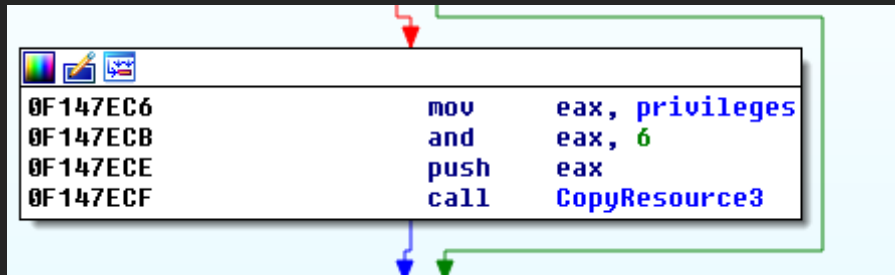 0F147EC6 mov eax, privileges
0F147ECB and eax, 6
0F147ECE push eax
0F147ECF call CopyResource3